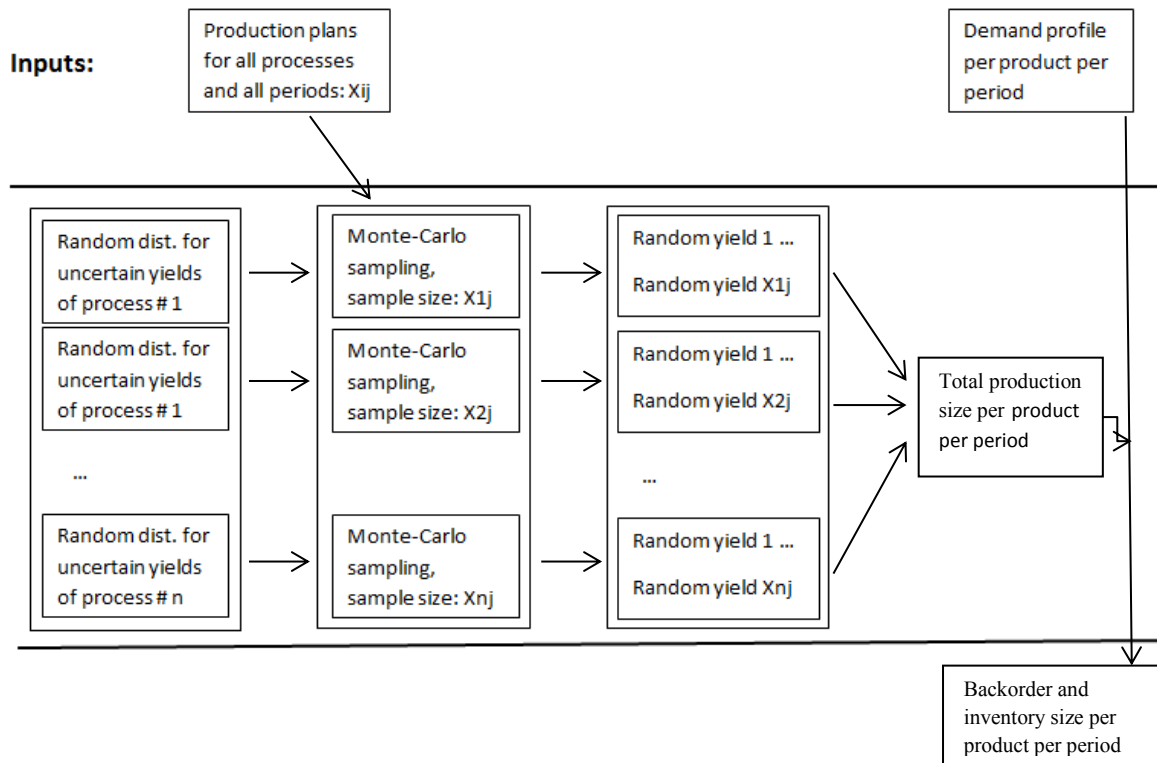 Inputs:
Production plans
for all processes
and all periods: Xij
Demand profile
per product per
period
Random dist. for
uncertain yields
of process # 1
Monte-Carlo
sampling,
sample size: X1j
Random yield 1 ...
Random yield X1j
Random dist. for
uncertain yields
of process # 1
Monte-Carlo
sampling,
sample size: X2j
Random yield 1 ...
Random yield X2j
...
...
Random dist. for
uncertain yields
of process # n
Monte-Carlo
sampling,
sample size: Xnj
Random yield 1 ...
Random yield Xnj
Total production
size per product
per period
Backorder and
inventory size per
product per period